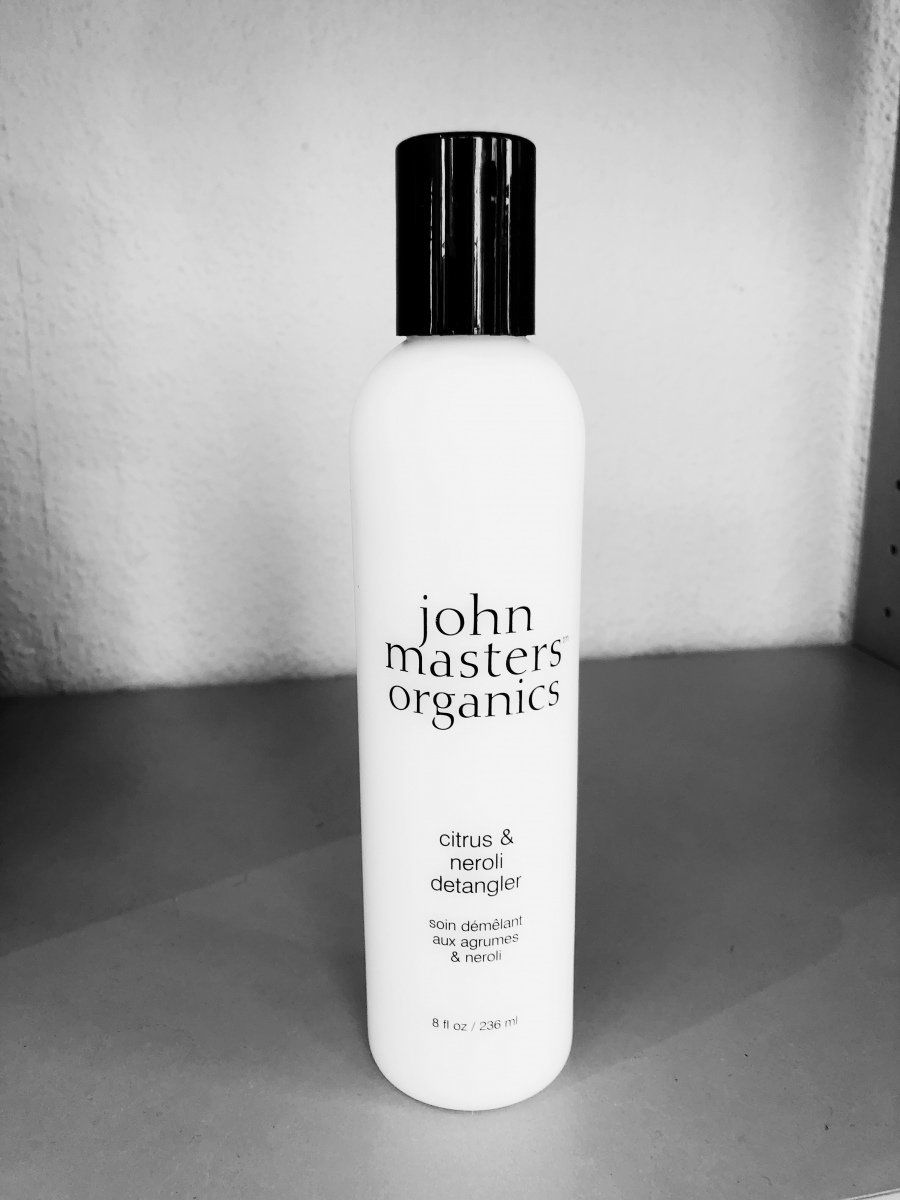 john
masters™
organics
citrus &
neroli
detangler
soin démêlant
aux agrumes
& neroli
8 fl oz / 236 ml